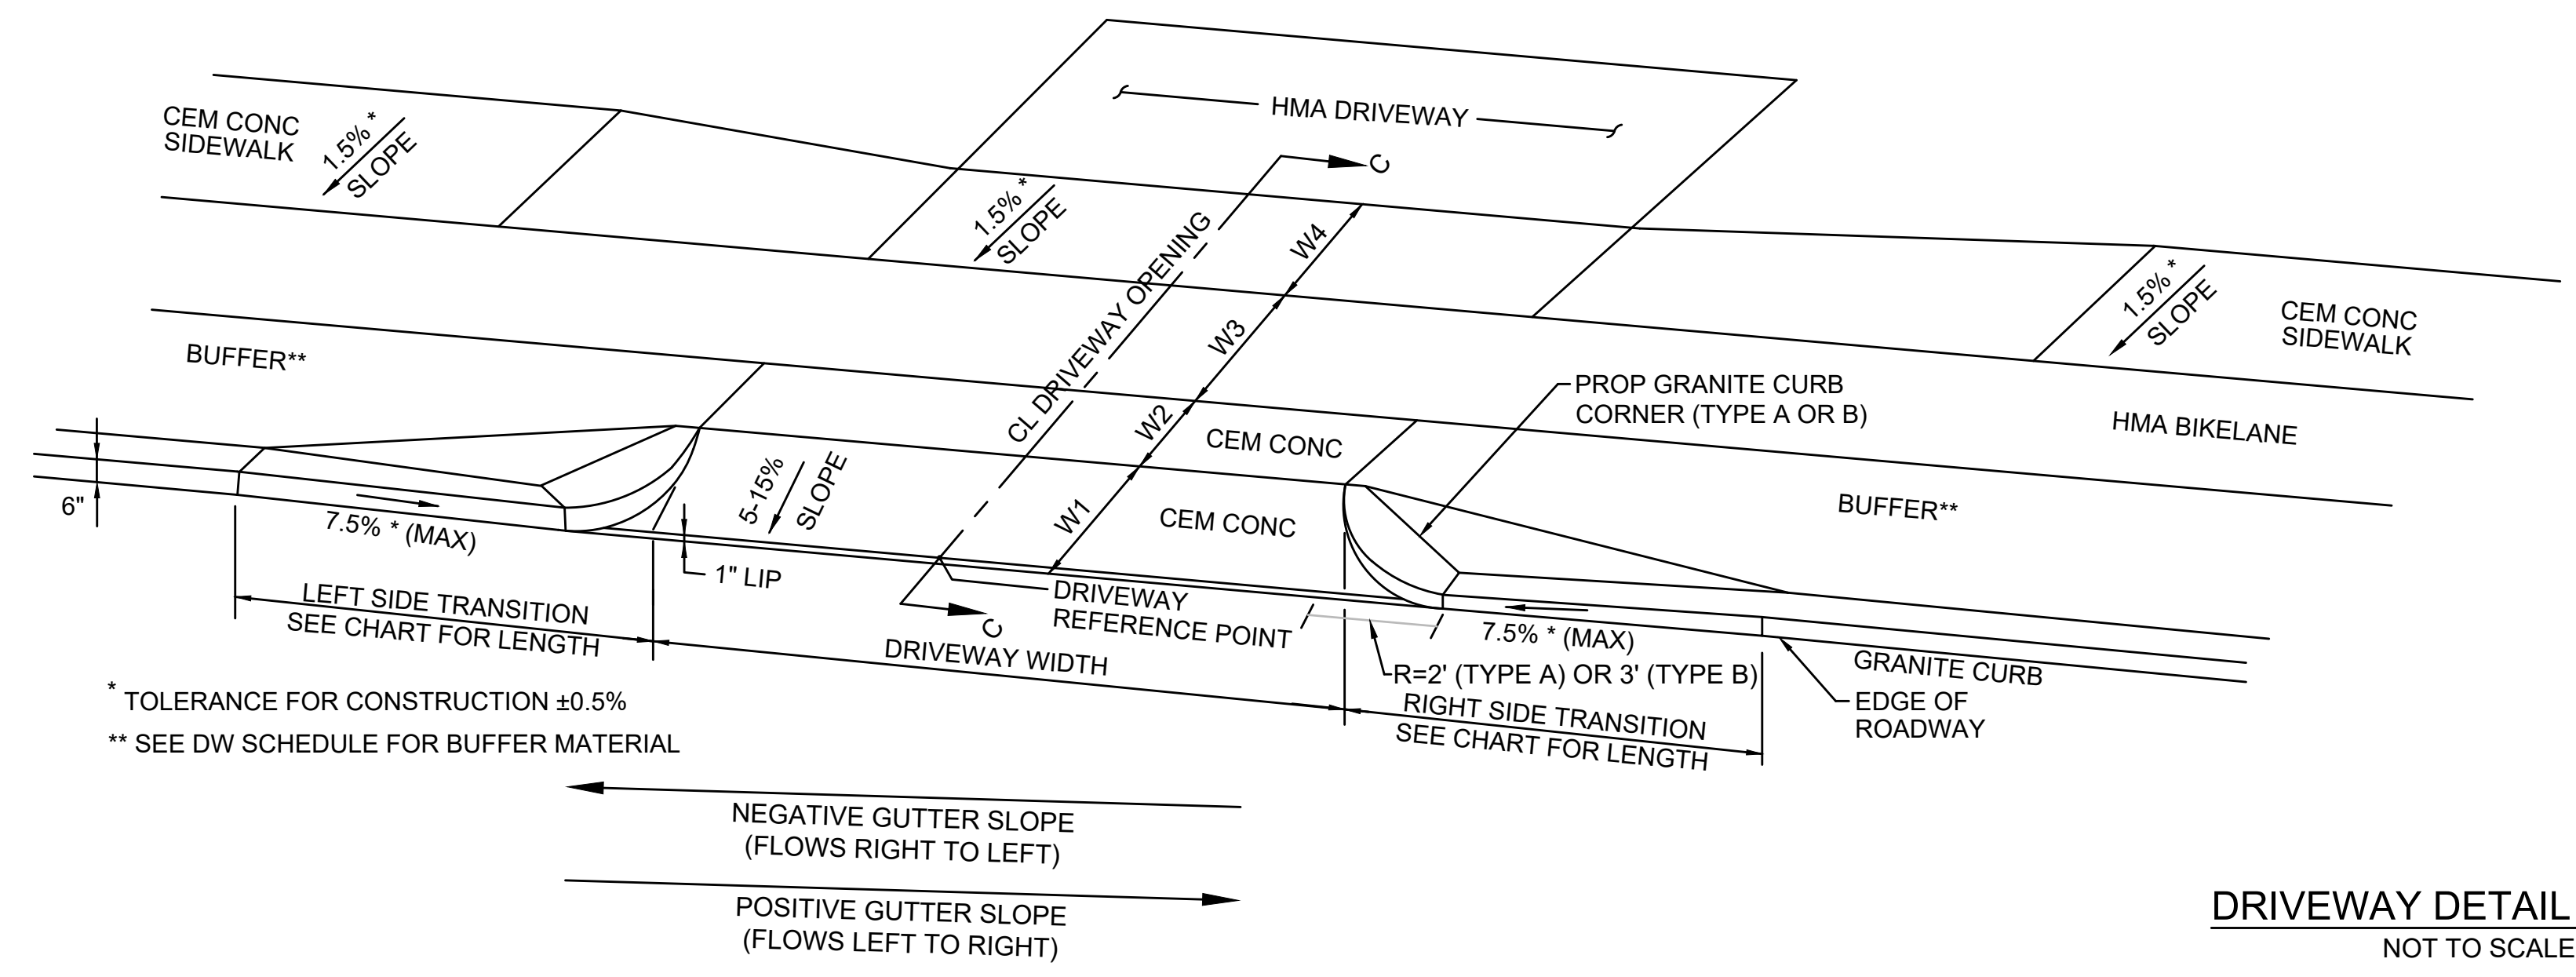 HMA DRIVEWAY
CEM CONC
SIDEWALK
1.5% *
SLOPE
C
1.5% *
SLOPE
CL DRIVEWAY OPENING
W4
W3
W2
W1
1.5% *
SLOPE
CEM CONC
SIDEWALK
BUFFER**
PROP GRANITE CURB
CORNER (TYPE A OR B)
HMA BIKELANE
CEM CONC
CEM CONC
BUFFER**
6"
7.5% * (MAX)
5-15%
SLOPE
1" LIP
DRIVEWAY
REFERENCE POINT
C
LEFT SIDE TRANSITION
SEE CHART FOR LENGTH
DRIVEWAY WIDTH
7.5% * (MAX)
R=2' (TYPE A) OR 3' (TYPE B)
RIGHT SIDE TRANSITION
SEE CHART FOR LENGTH
GRANITE CURB
EDGE OF
ROADWAY
* TOLERANCE FOR CONSTRUCTION ±0.5%
** SEE DW SCHEDULE FOR BUFFER MATERIAL
NEGATIVE GUTTER SLOPE
(FLOWS RIGHT TO LEFT)
POSITIVE GUTTER SLOPE
(FLOWS LEFT TO RIGHT)
DRIVEWAY DETAIL
NOT TO SCALE